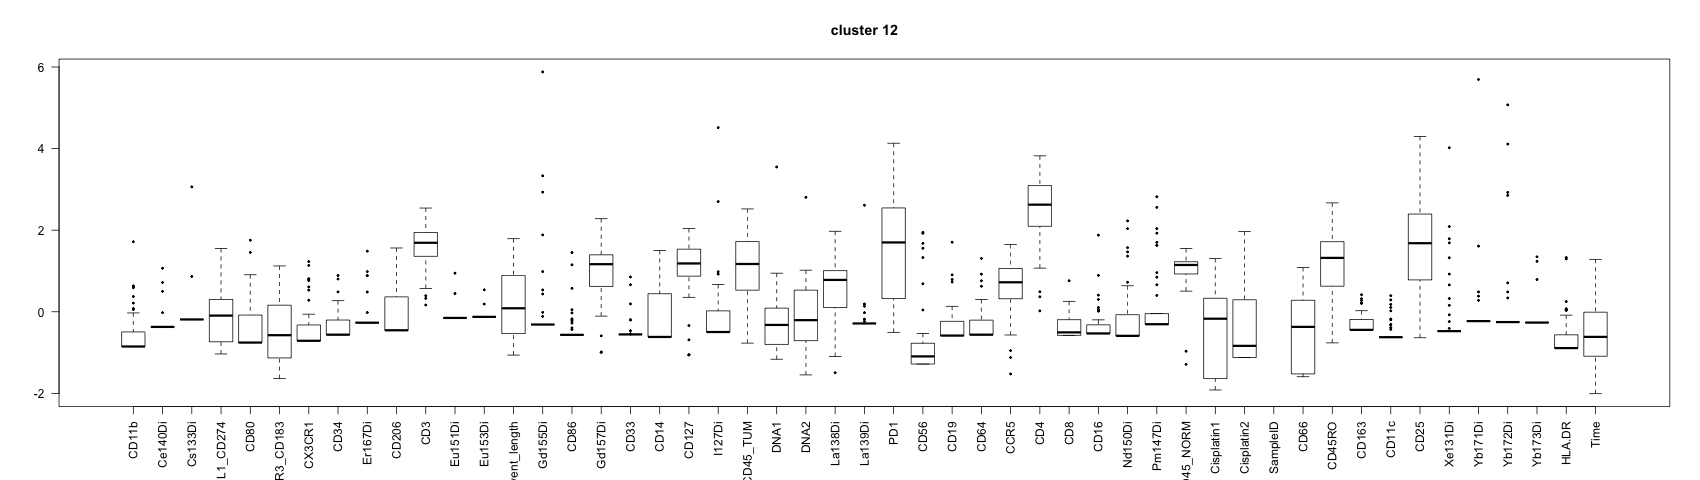 cluster 12
6
4
2
0
-2
CD11b
Ce140Di
Cs133Di
L1_CD274
CD80
R3_CD183
CX3CR1
CD34
Er167Di
CD206
CD3
Eu151Di
Eu153Di
vent_length
Gd155Di
CD86
Gd157Di
CD33
CD14
CD127
I127Di
CD45_TUM
DNA1
DNA2
La138Di
La139Di
PD1
CD56
CD19
CD64
CCR5
CD4
CD8
CD16
Nd150Di
Pm147Di
D45_NORM
Cisplatin1
Cisplatin2
SampleID
CD66
CD45RO
CD163
CD11c
CD25
Xe131Di
Yb171Di
Yb172Di
Yb173Di
HLA.DR
Time